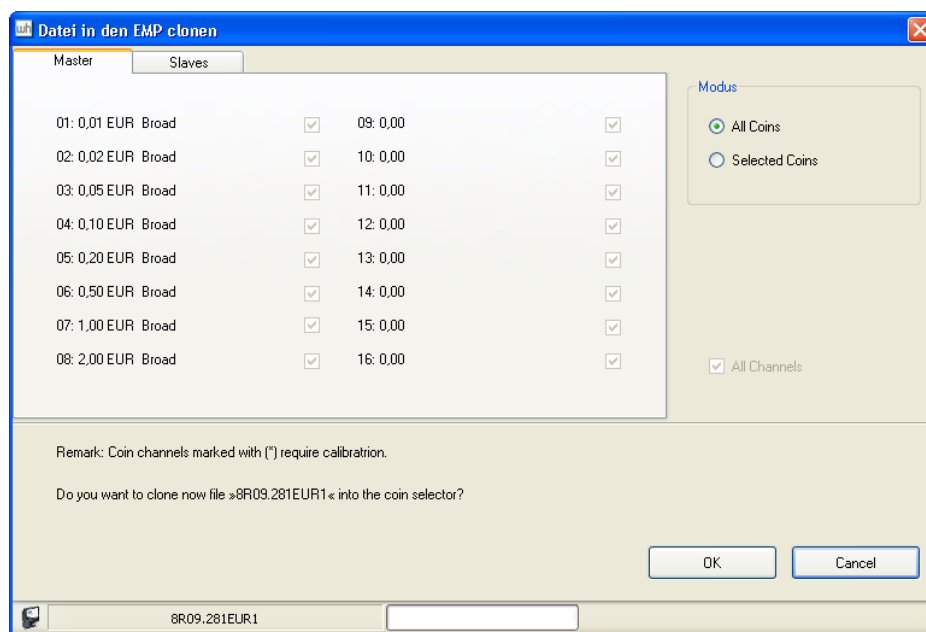 wh Datei in den EMP clonen
Master Slaves
Modus
01: 0,01 EUR Broad 09: 0,00
All Coins
02: 0,02 EUR Broad 10: 0,00
Selected Coins
03: 0,05 EUR Broad 11: 0,00
04: 0,10 EUR Broad 12: 0,00
05: 0,20 EUR Broad 13: 0,00
06: 0,50 EUR Broad 14: 0,00
07: 1,00 EUR Broad 15: 0,00
08: 2,00 EUR Broad 16: 0,00
All Channels
Remark: Coin channels marked with (*) require calibratrion.
Do you want to clone now file »8R09.281EUR1« into the coin selector?
OK Cancel
8R09.281EUR1